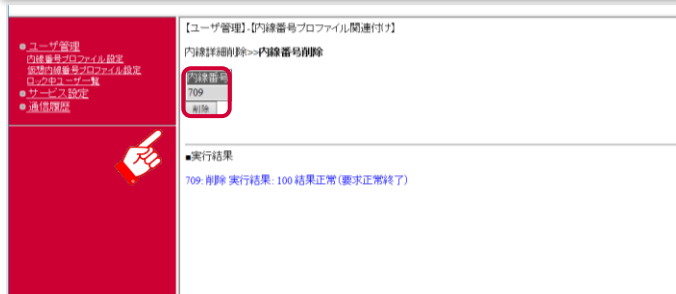 【ユーザ管理】-【内線番号プロファイル関連付け】
ユーザ管理
内線番号プロファイル設定
仮想内線番号プロファイル設定
ロック中ユーザ一覧
サービス設定
通信履歴
内線詳細削除>>内線番号削除
内線番号
709
削除
■実行結果
709: 削除 実行結果: 100 結果正常(要求正常終了)